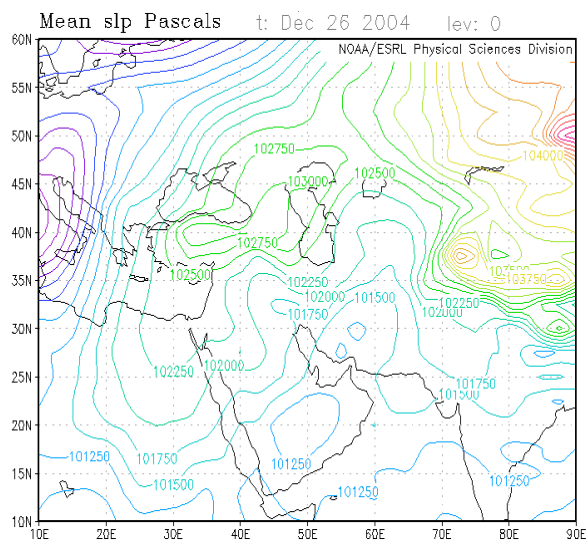 Mean slp Pascals t: Dec 26 2004 lev: 0
NOAA/ESRL Physical Sciences Division
60N
55N
50N
102750
104000
45N
103000
102500
40N
102750
102500
103750
35N
102250
102000
101500
102250
101750
102000
30N
102000
102250
25N
101750
101500
20N
101750
101250
101250
101250
15N
101500
101250
101250
10N
10E 20E 30E 40E 50E 60E 70E 80E 90E